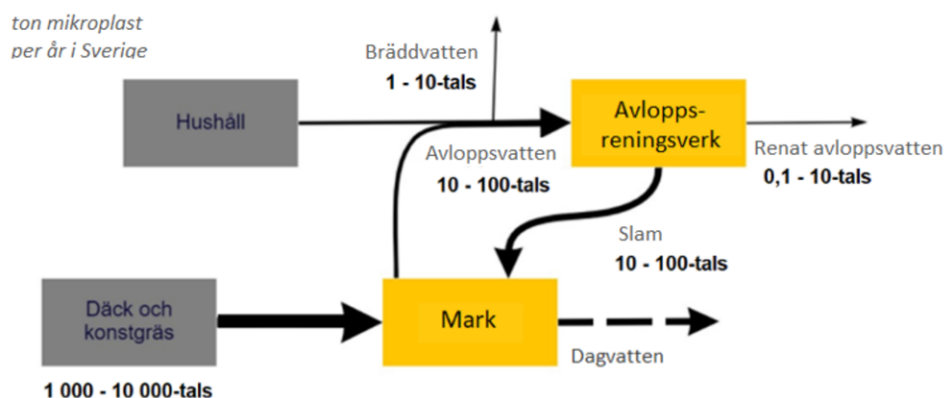 ton mikroplast
per år i Sverige
Bräddvatten
1 - 10-tals
Hushåll
Avlopps-
reningsverk
Avloppsvatten
10 - 100-tals
Renat avloppsvatten
0,1 - 10-tals
Slam
10 - 100-tals
Däck och
konstgräs
Mark
Dagvatten
1 000 - 10 000-tals